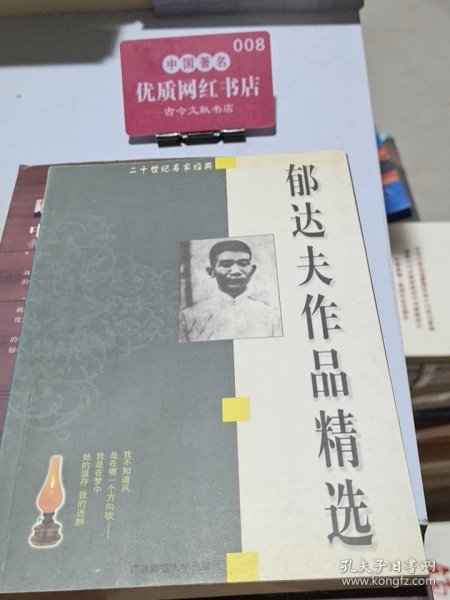 008
中国著名
优质网红书店
古今文献书店
二十世纪名家经典
郁达夫作品精选
我不知道风
是在哪一个方向吹——
我是在梦中
她的温存 我的迷醉
广西师范大学出版社
孔夫子旧书网
www.kongfz.com